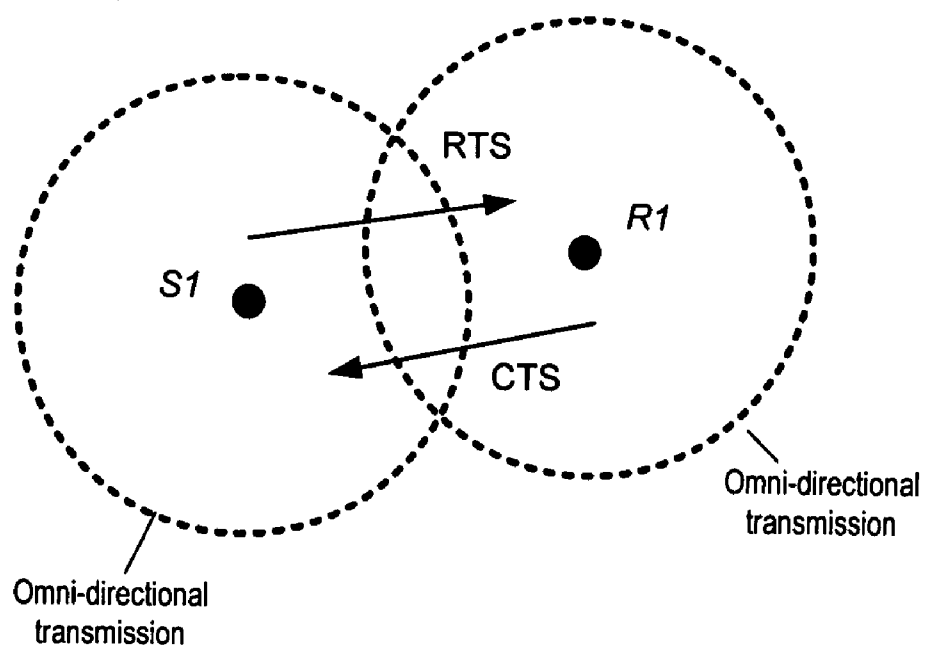 RTS
R1
S1
CTS
Omni-directional
transmission
Omni-directional
transmission